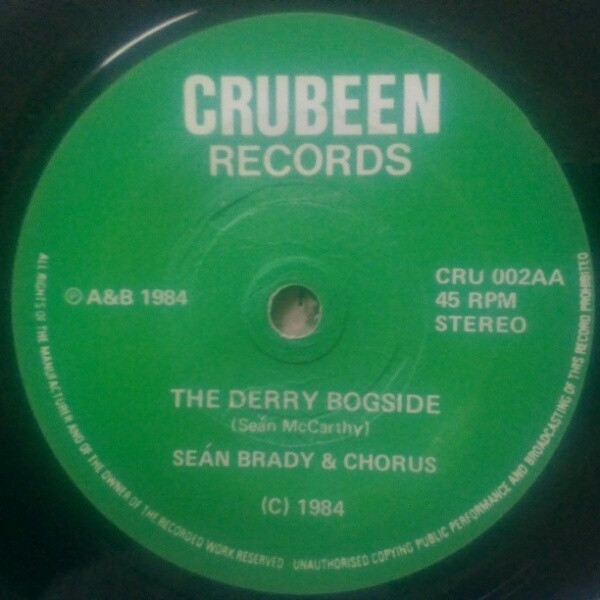 CRUBEEN
RECORDS
℗ A&B 1984
CRU 002AA
45 RPM
STEREO
THE DERRY BOGSIDE
(Seán McCarthy)
SEÁN BRADY & CHORUS
(C) 1984
ALL RIGHTS OF THE MANUFACTURER AND OF THE OWNER OF THE RECORDED WORK RESERVED · UNAUTHORISED COPYING PUBLIC PERFORMANCE AND BROADCASTING OF THIS RECORD PROHIBITED